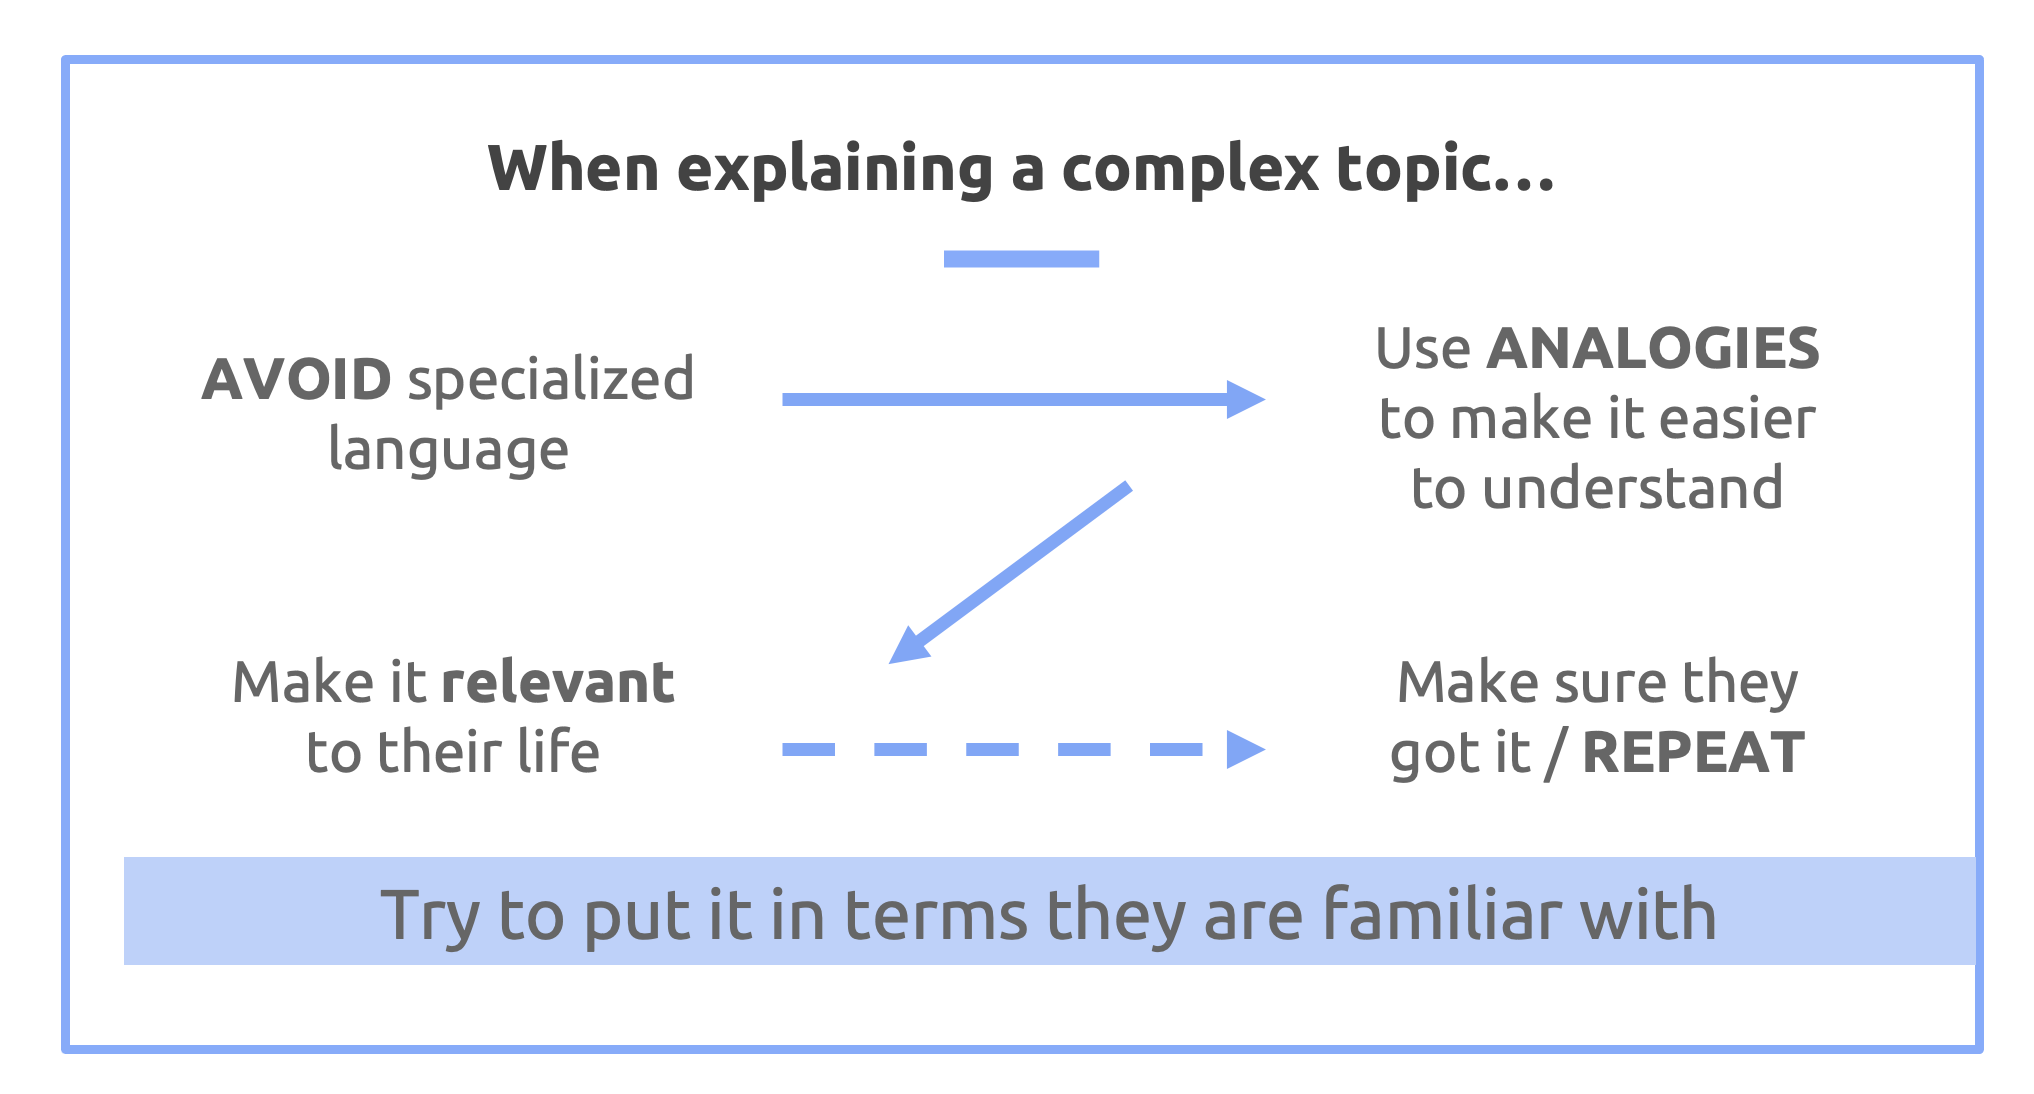 When explaining a complex topic...
AVOID specialized
language
Use ANALOGIES
to make it easier
to understand
Make it relevant
to their life
Make sure they
got it / REPEAT
Try to put it in terms they are familiar with